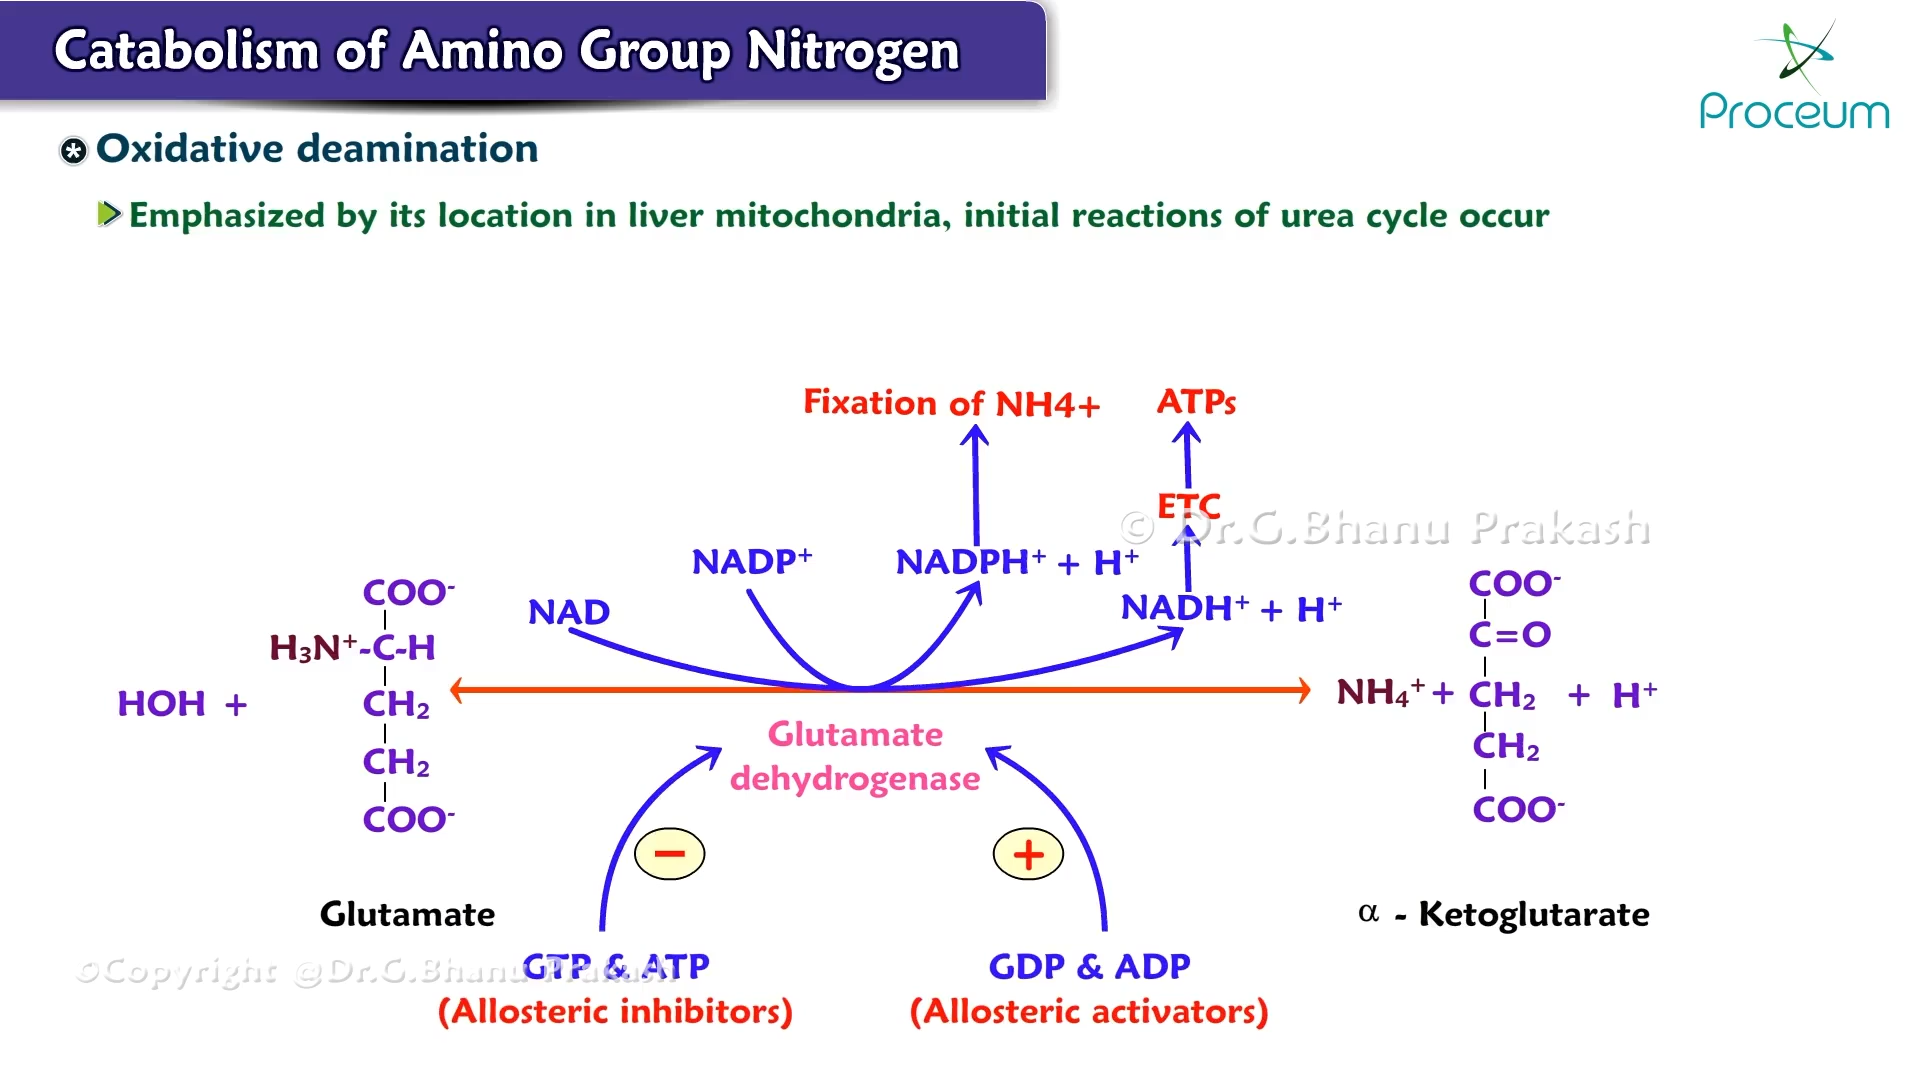 Catabolism of Amino Group Nitrogen
Proceum
Oxidative deamination
Emphasized by its location in liver mitochondria, initial reactions of urea cycle occur
Fixation of NH4+
ATPs
ETC
© Dr.G.Bhanu Prakash
NADP⁺
NADPH⁺ + H⁺
NAD
NADH⁺ + H⁺
COO⁻
H₃N⁺-C-H
HOH +
CH₂
CH₂
COO⁻
COO⁻
C=O
NH₄⁺ + CH₂ + H⁺
CH₂
COO⁻
Glutamate
dehydrogenase
−
+
Glutamate
α - Ketoglutarate
©Copyright @Dr.G.Bhanu Prakash
GTP & ATP
(Allosteric inhibitors)
GDP & ADP
(Allosteric activators)